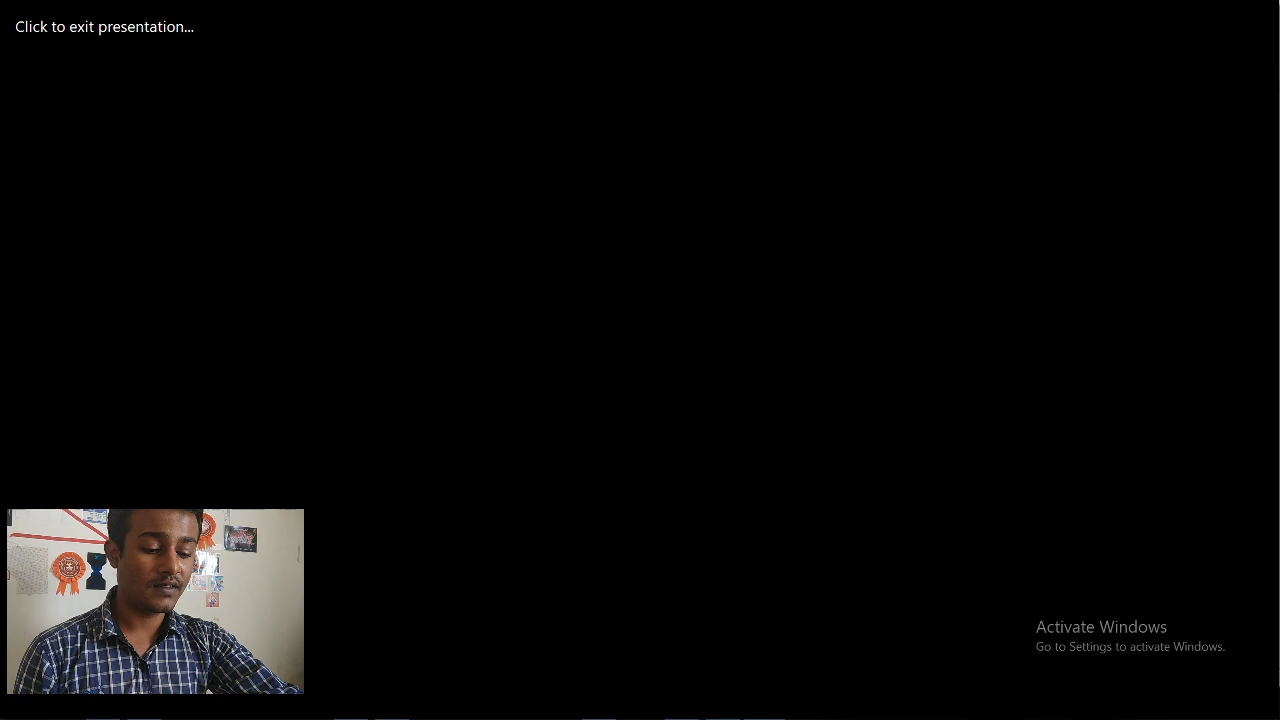 Click to exit presentation...
Activate Windows
Go to Settings to activate Windows.